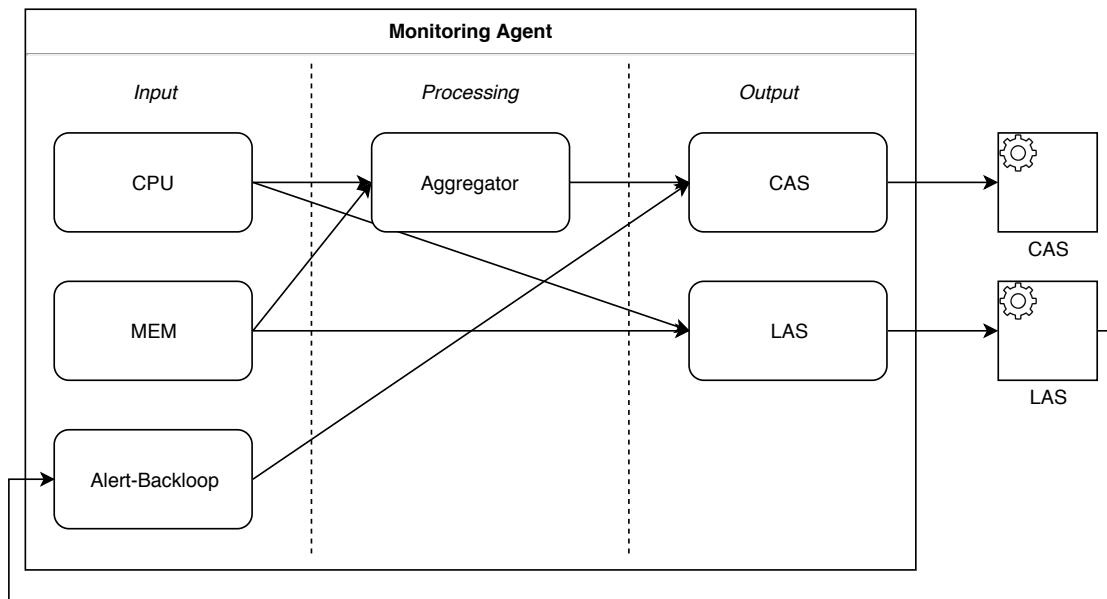 Monitoring Agent
Input
Processing
Output
CPU
Aggregator
CAS
CAS
MEM
LAS
LAS
Alert-Backloop